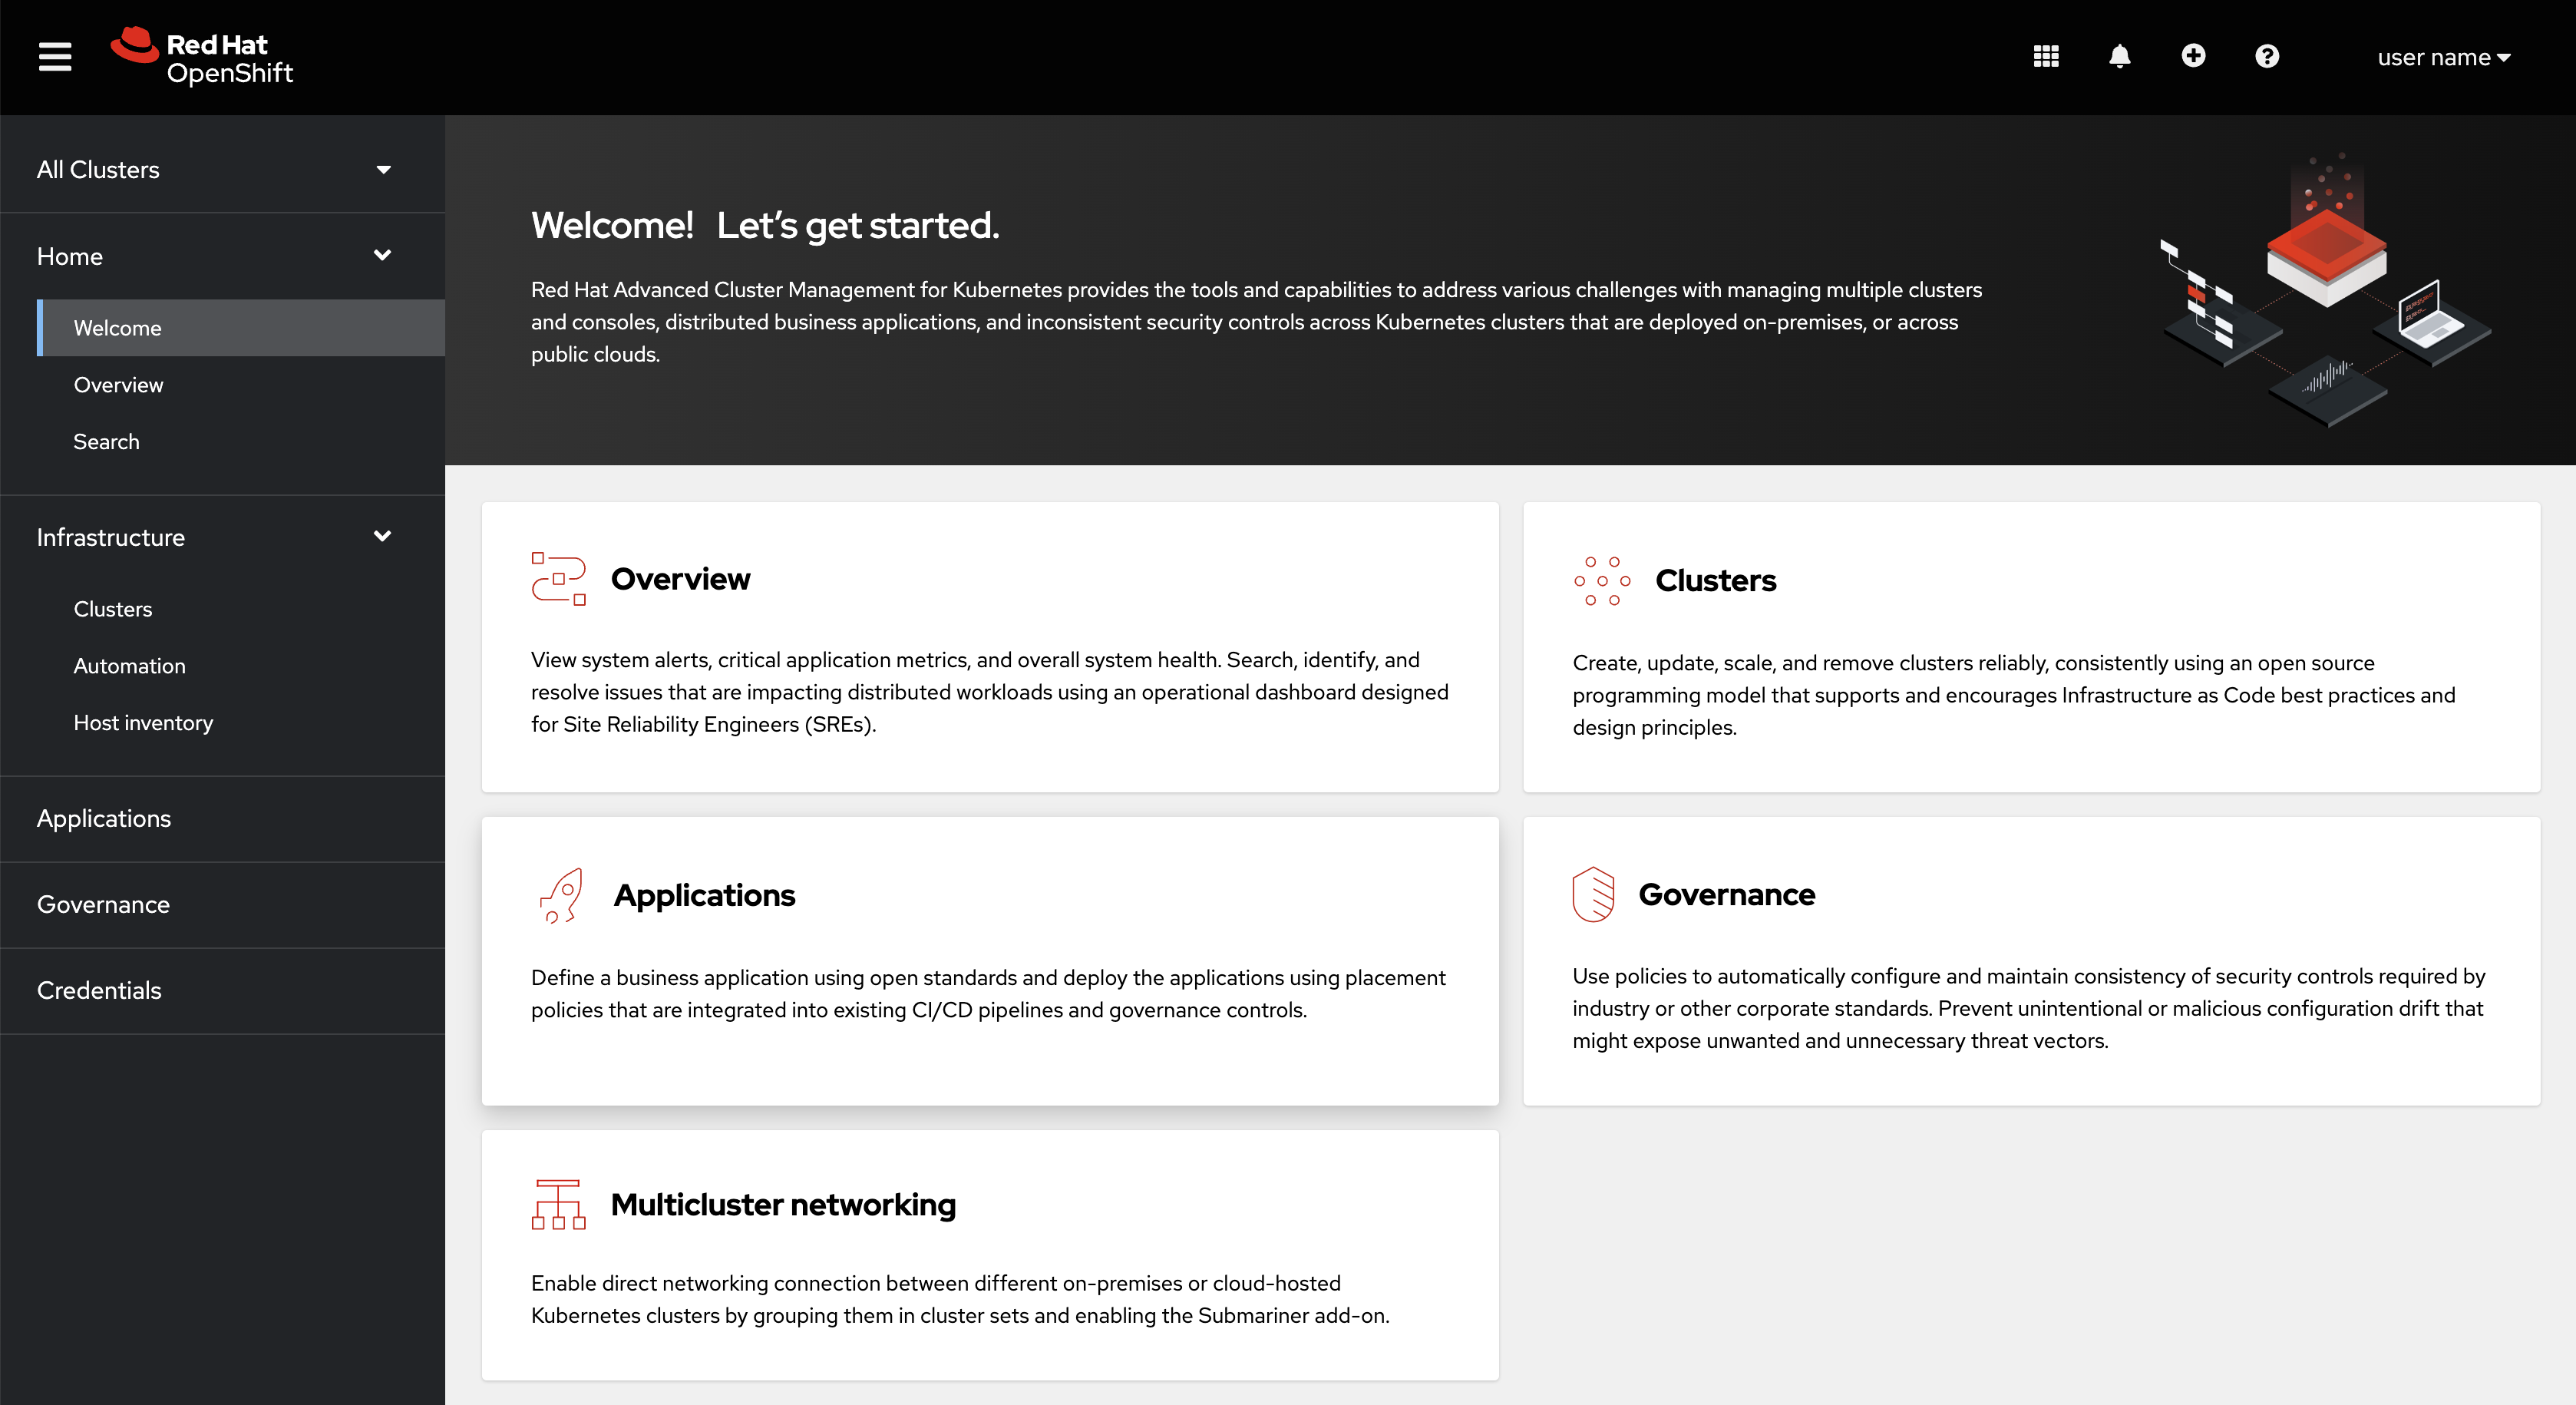 Red Hat
OpenShift
user name
All Clusters
Home
Welcome
Overview
Search
Infrastructure
Clusters
Automation
Host inventory
Applications
Governance
Credentials
Welcome! Let’s get started.
Red Hat Advanced Cluster Management for Kubernetes provides the tools and capabilities to address various challenges with managing multiple clusters
and consoles, distributed business applications, and inconsistent security controls across Kubernetes clusters that are deployed on-premises, or across
public clouds.
Overview
View system alerts, critical application metrics, and overall system health. Search, identify, and
resolve issues that are impacting distributed workloads using an operational dashboard designed
for Site Reliability Engineers (SREs).
Clusters
Create, update, scale, and remove clusters reliably, consistently using an open source
programming model that supports and encourages Infrastructure as Code best practices and
design principles.
Applications
Define a business application using open standards and deploy the applications using placement
policies that are integrated into existing CI/CD pipelines and governance controls.
Governance
Use policies to automatically configure and maintain consistency of security controls required by
industry or other corporate standards. Prevent unintentional or malicious configuration drift that
might expose unwanted and unnecessary threat vectors.
Multicluster networking
Enable direct networking connection between different on-premises or cloud-hosted
Kubernetes clusters by grouping them in cluster sets and enabling the Submariner add-on.